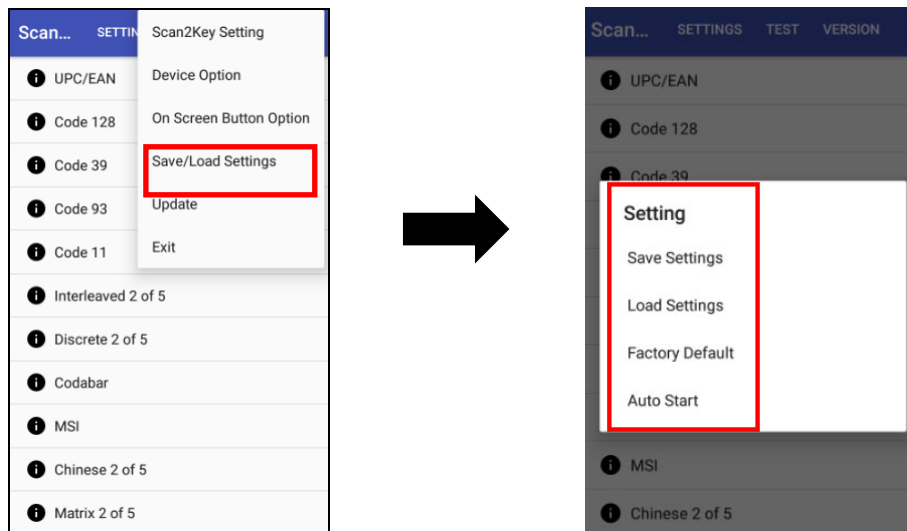 Scan... SETTIN
Scan2Key Setting
Device Option
On Screen Button Option
Save/Load Settings
Update
Exit
UPC/EAN
Code 128
Code 39
Code 93
Code 11
Interleaved 2 of 5
Discrete 2 of 5
Codabar
MSI
Chinese 2 of 5
Matrix 2 of 5
Scan... SETTINGS TEST VERSION
UPC/EAN
Code 128
Code 39
Setting
Save Settings
Load Settings
Factory Default
Auto Start
MSI
Chinese 2 of 5